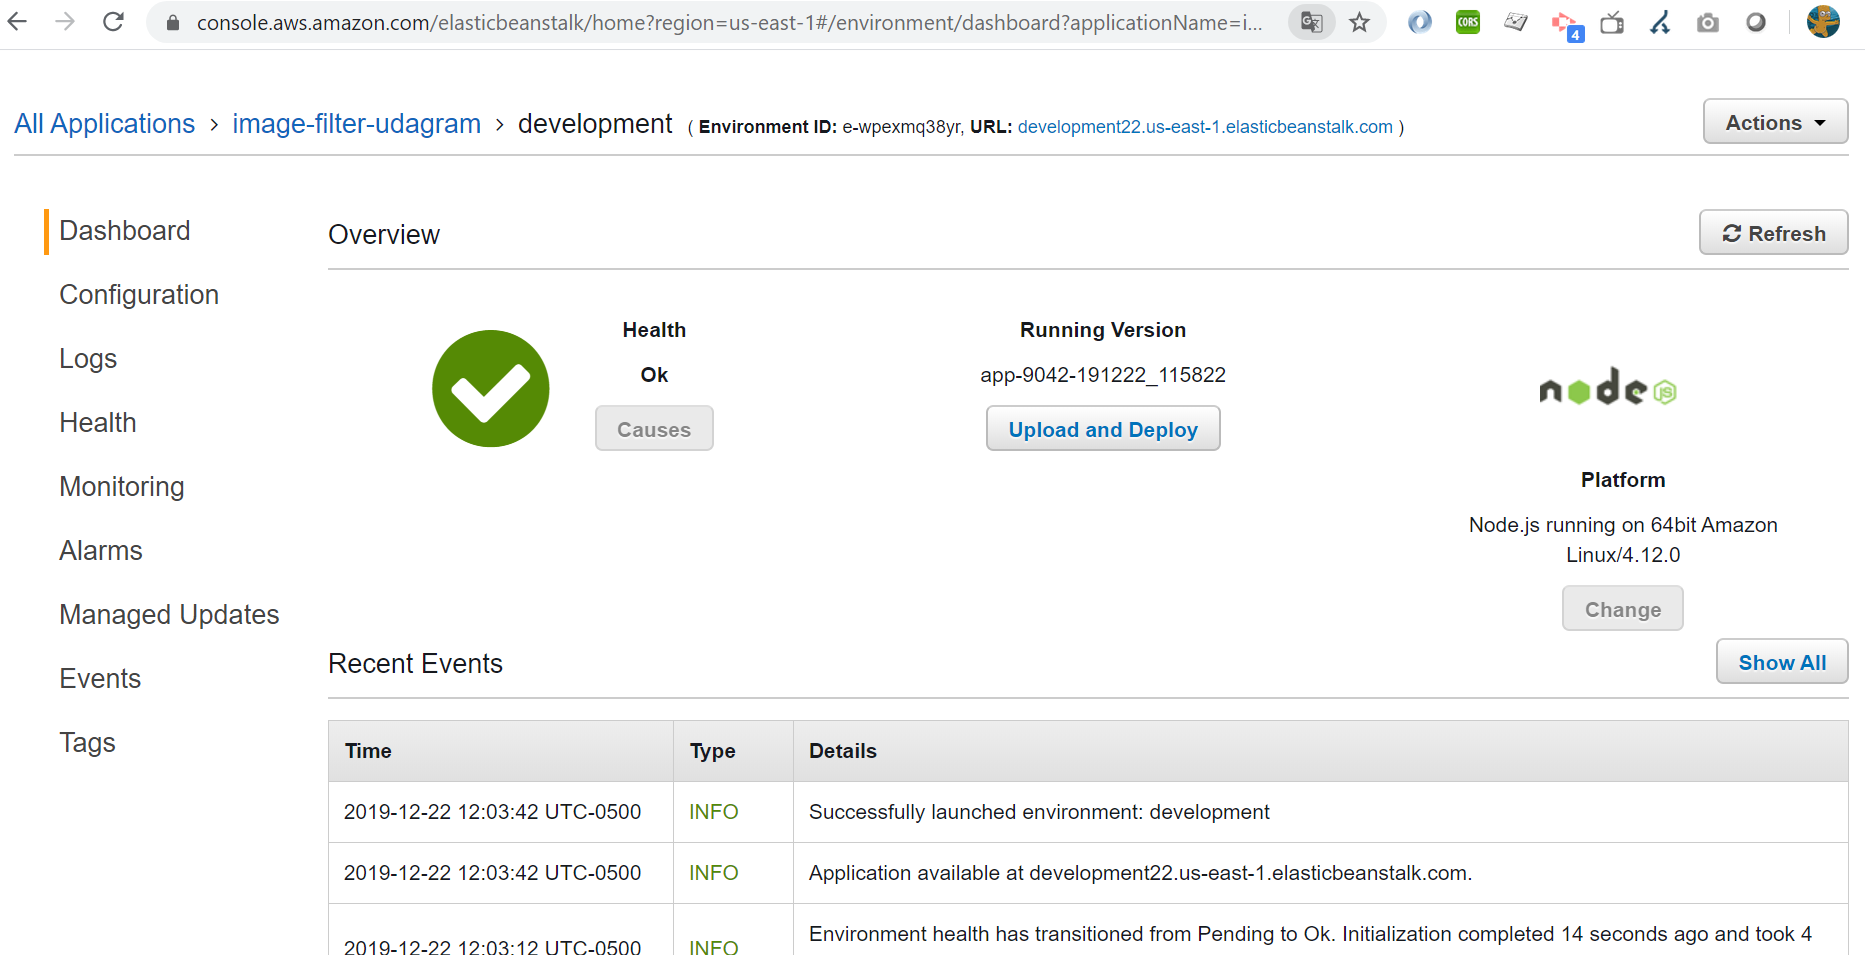 console.aws.amazon.com/elasticbeanstalk/home?region=us-east-1#/environment/dashboard?applicationName=i...
CORS
4
All Applications › image-filter-udagram › development ( Environment ID: e-wpexmq38yr, URL: development22.us-east-1.elasticbeanstalk.com )
Actions
Dashboard
Configuration
Logs
Health
Monitoring
Alarms
Managed Updates
Events
Tags
Overview
Refresh
Health
Ok
Causes
Running Version
app-9042-191222_115822
Upload and Deploy
node JS
Platform
Node.js running on 64bit Amazon
Linux/4.12.0
Change
Recent Events
Show All
Time Type Details
2019-12-22 12:03:42 UTC-0500 INFO Successfully launched environment: development
2019-12-22 12:03:42 UTC-0500 INFO Application available at development22.us-east-1.elasticbeanstalk.com.
2019-12-22 12:03:12 UTC-0500 INFO Environment health has transitioned from Pending to Ok. Initialization completed 14 seconds ago and took 4